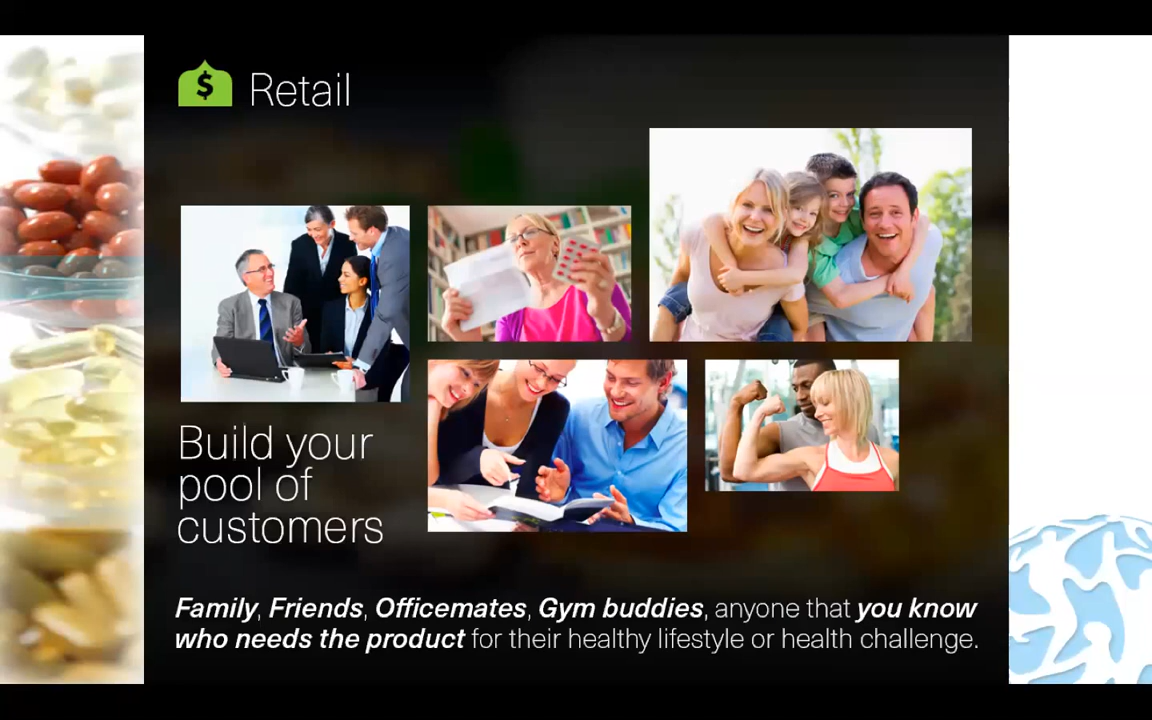 $ Retail
Build your
pool of
customers
Family, Friends, Officemates, Gym buddies, anyone that you know
who needs the product for their healthy lifestyle or health challenge.